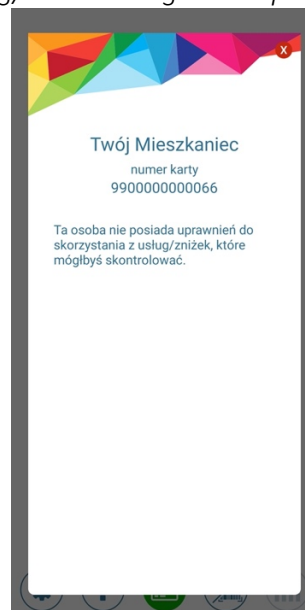 X
Twój Mieszkaniec
numer karty
9900000000066
Ta osoba nie posiada uprawnień do
skorzystania z usług/zniżek, które
mógłbyś skontrolować.